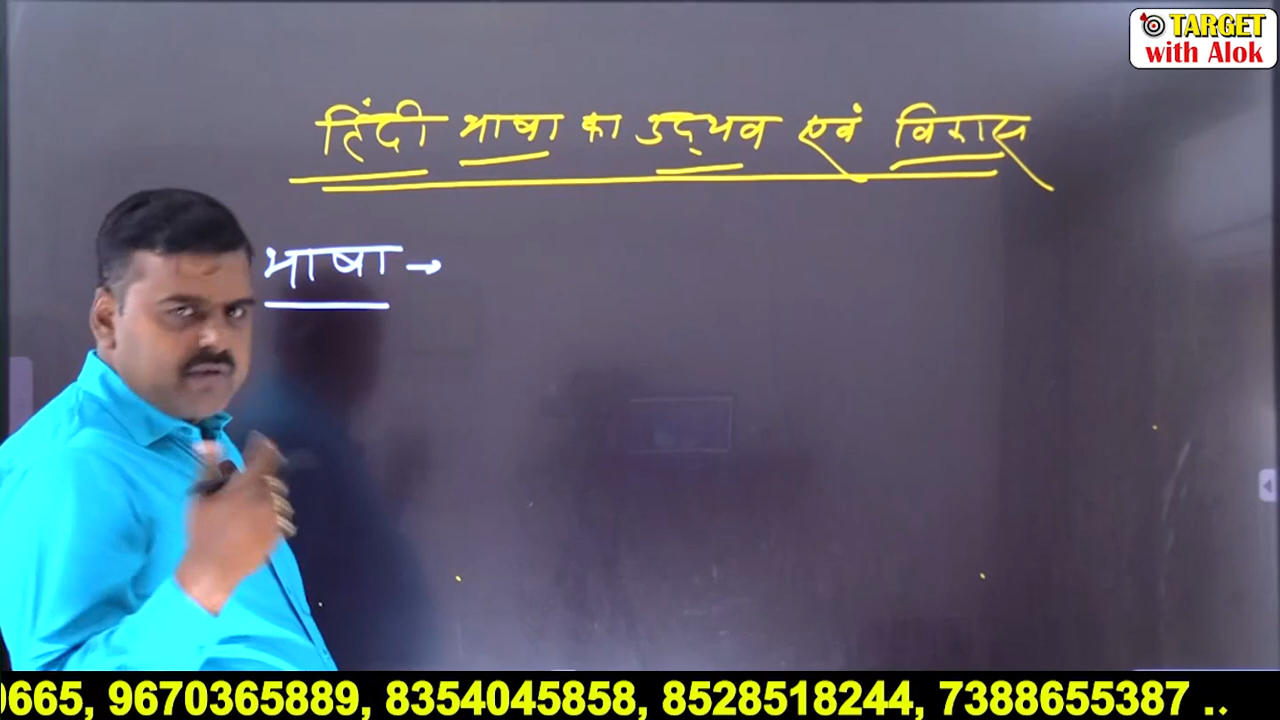 TARGET
with Alok
हिंदी भाषा का उद्भव एवं विकास
भाषा →
0665, 9670365889, 8354045858, 8528518244, 7388655387 ..